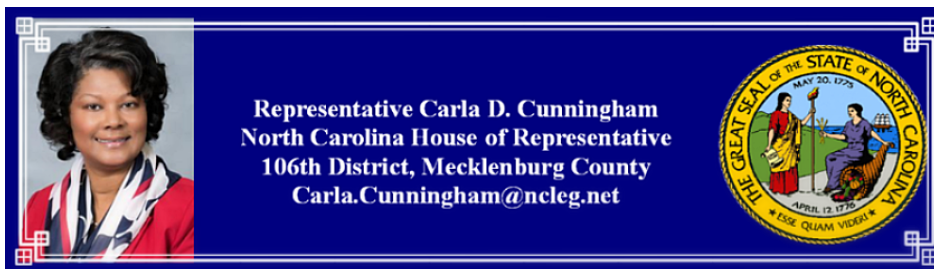 Representative Carla D. Cunningham
North Carolina House of Representative
106th District, Mecklenburg County
Carla.Cunningham@ncleg.net
THE GREAT SEAL OF THE STATE OF NORTH CAROLINA
MAY 20, 1775
APRIL 12, 1776
★ ESSE QUAM VIDERI ★